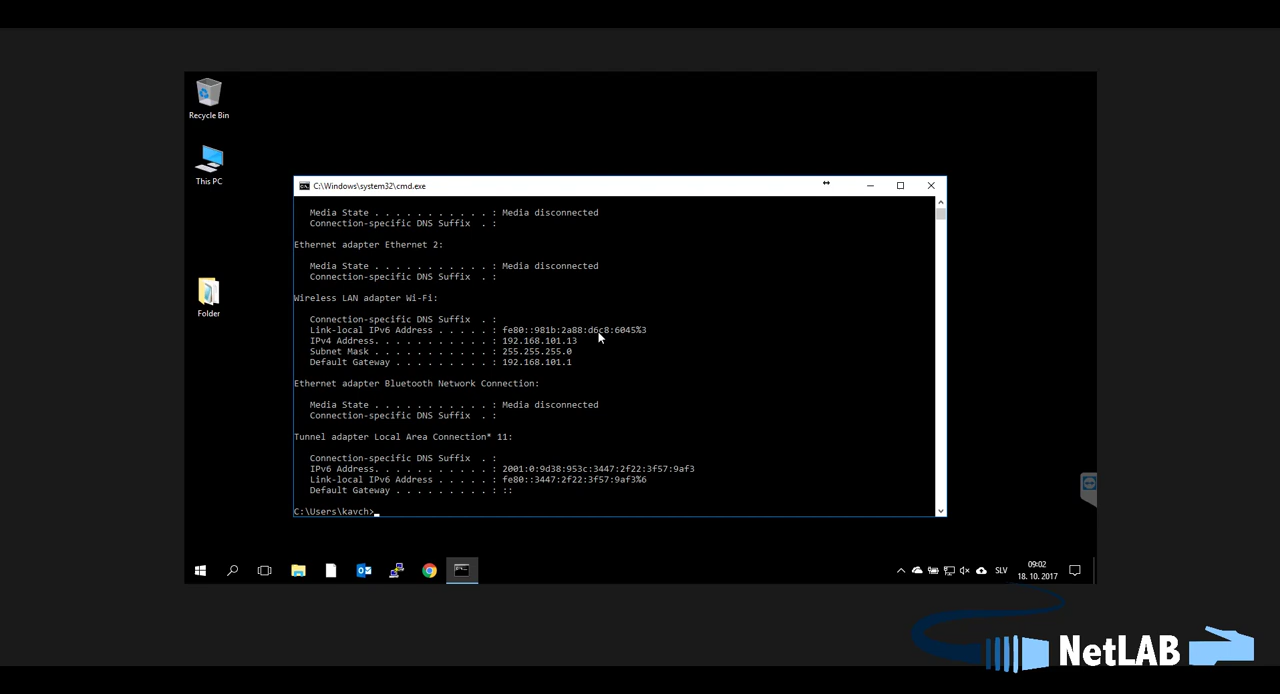 Recycle Bin
This PC
Folder
C:\Windows\system32\cmd.exe
Media State . . . . . . . . . . . : Media disconnected
Connection-specific DNS Suffix  . :
Ethernet adapter Ethernet 2:
Media State . . . . . . . . . . . : Media disconnected
Connection-specific DNS Suffix  . :
Wireless LAN adapter Wi-Fi:
Connection-specific DNS Suffix  . :
Link-local IPv6 Address . . . . . : fe80::981b:2a88:d6c8:6045%3
IPv4 Address. . . . . . . . . . . : 192.168.101.13
Subnet Mask . . . . . . . . . . . : 255.255.255.0
Default Gateway . . . . . . . . . : 192.168.101.1
Ethernet adapter Bluetooth Network Connection:
Media State . . . . . . . . . . . : Media disconnected
Connection-specific DNS Suffix  . :
Tunnel adapter Local Area Connection* 11:
Connection-specific DNS Suffix  . :
IPv6 Address. . . . . . . . . . . : 2001:0:9d38:953c:3447:2f22:3f57:9af3
Link-local IPv6 Address . . . . . : fe80::3447:2f22:3f57:9af3%6
Default Gateway . . . . . . . . . : ::
C:\Users\kavch>
SLV
09:02
18. 10. 2017
NetLAB